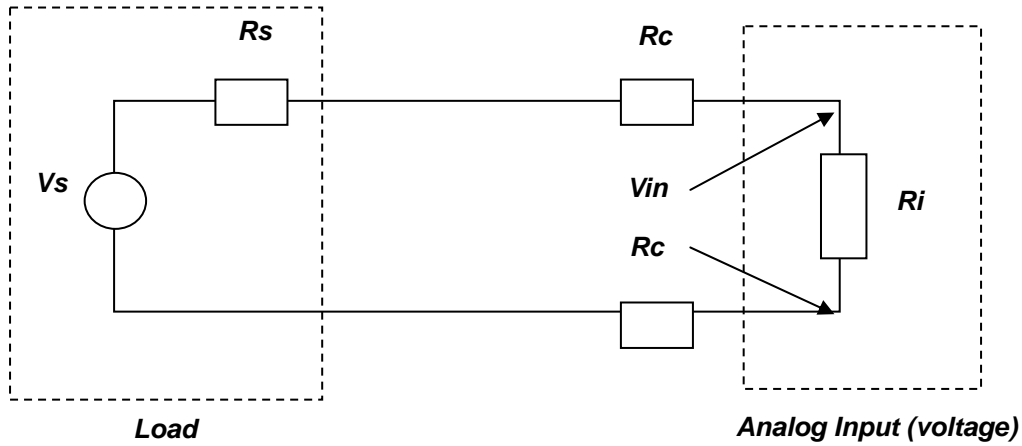 Rs
Rc
Vs
Vin
Ri
Rc
Load
Analog Input (voltage)